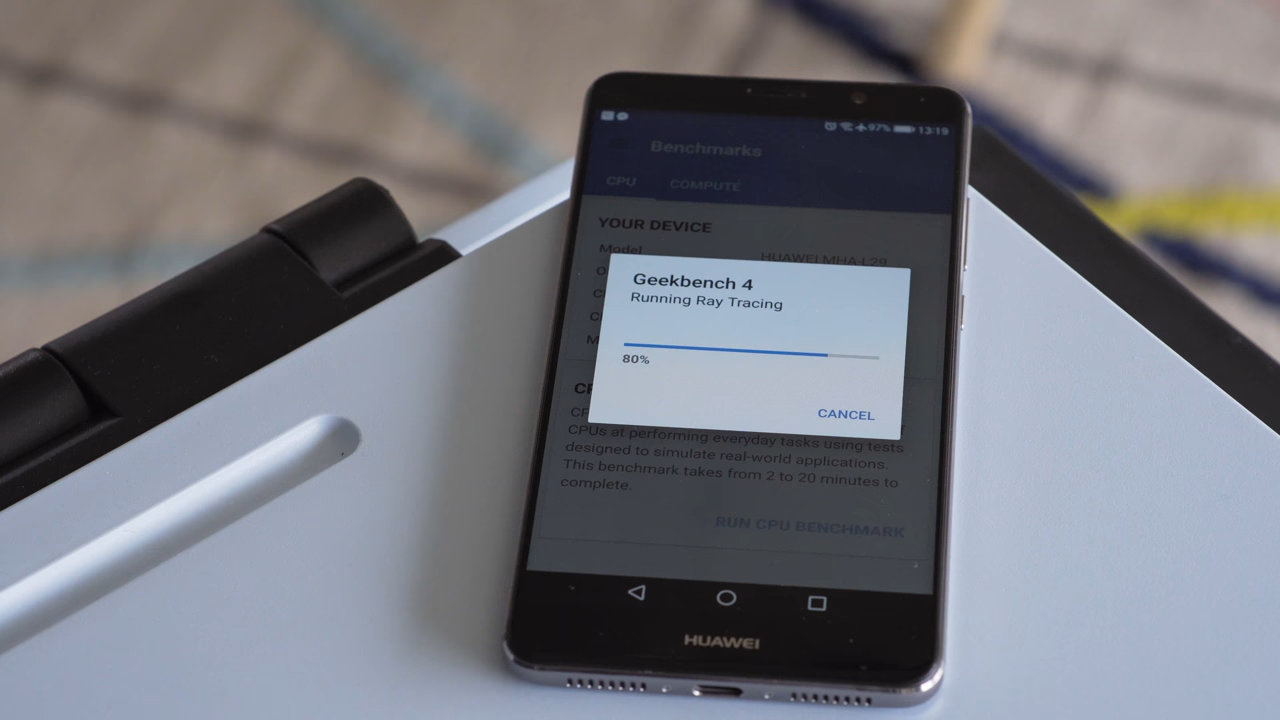 97% 13:19
Benchmarks
CPU COMPUTE
YOUR DEVICE
Model HUAWEI MHA-L29
Geekbench 4
Running Ray Tracing
80%
CANCEL
CPUs at performing everyday tasks using tests
designed to simulate real-world applications.
This benchmark takes from 2 to 20 minutes to
complete.
RUN CPU BENCHMARK
HUAWEI